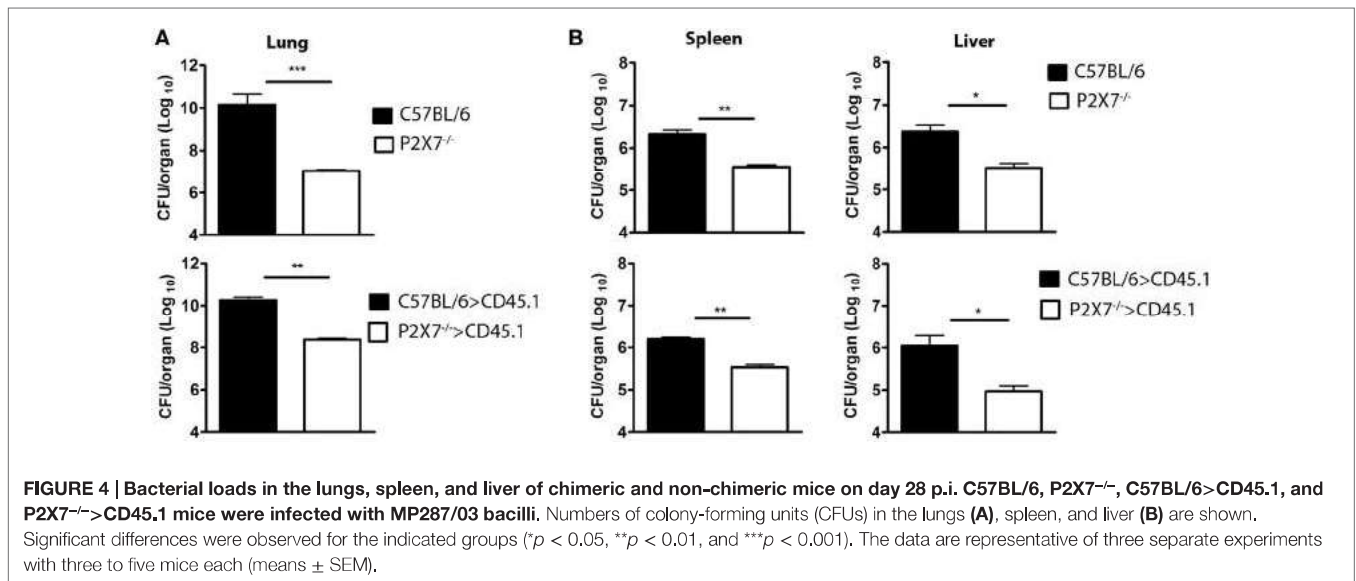 A
Lung
CFU/organ (Log 10)
12
10
8
6
4
***
C57BL/6
P2X7-/-
CFU/organ (Log 10)
12
10
8
6
4
**
C57BL/6>CD45.1
P2X7-/->CD45.1
B
Spleen
CFU/organ (Log 10)
7
6
5
4
**
CFU/organ (Log 10)
8
7
6
5
4
**
Liver
CFU/organ (Log 10)
8
7
6
5
4
*
C57BL/6
P2X7-/-
CFU/organ (Log 10)
8
7
6
5
4
*
C57BL/6>CD45.1
P2X7-/->CD45.1
FIGURE 4 | Bacterial loads in the lungs, spleen, and liver of chimeric and non-chimeric mice on day 28 p.i. C57BL/6, P2X7−/−, C57BL/6>CD45.1, and
P2X7−/−>CD45.1 mice were infected with MP287/03 bacilli. Numbers of colony-forming units (CFUs) in the lungs (A), spleen, and liver (B) are shown.
Significant differences were observed for the indicated groups (*p < 0.05, **p < 0.01, and ***p < 0.001). The data are representative of three separate experiments
with three to five mice each (means ± SEM).